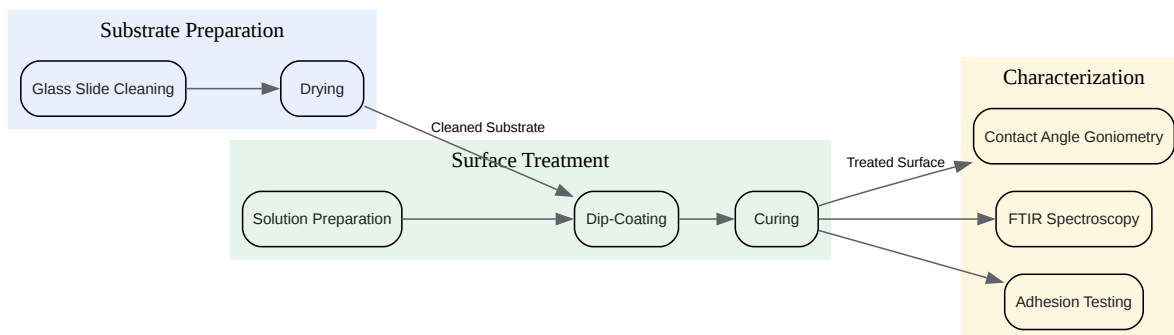 Substrate Preparation
Glass Slide Cleaning
Drying
Cleaned Substrate
Surface Treatment
Solution Preparation
Dip-Coating
Curing
Treated Surface
Characterization
Contact Angle Goniometry
FTIR Spectroscopy
Adhesion Testing